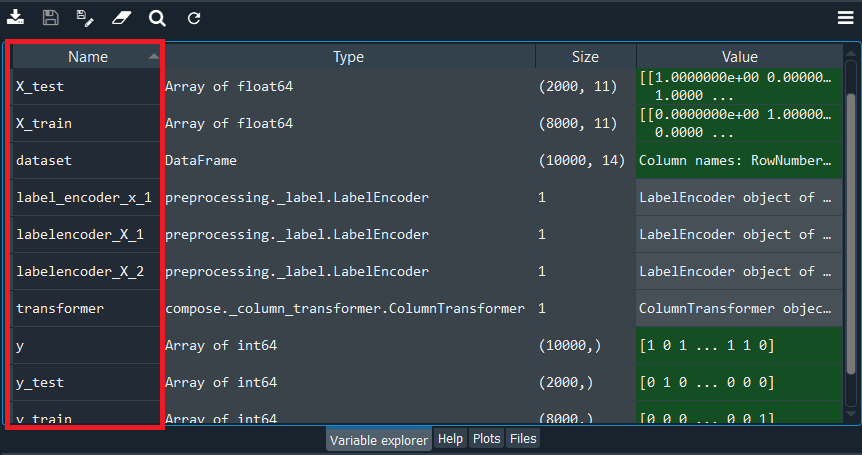 Name Type Size Value
X_test Array of float64 (2000, 11) [[1.0000000e+00 0.00000…
1.0000 ...
X_train Array of float64 (8000, 11) [[0.0000000e+00 1.00000…
0.0000 ...
dataset DataFrame (10000, 14) Column names: RowNumber…
label_encoder_x_1 preprocessing._label.LabelEncoder 1 LabelEncoder object of …
labelencoder_X_1 preprocessing._label.LabelEncoder 1 LabelEncoder object of …
labelencoder_X_2 preprocessing._label.LabelEncoder 1 LabelEncoder object of …
transformer compose._column_transformer.ColumnTransformer 1 ColumnTransformer objec…
y Array of int64 (10000,) [1 0 1 ... 1 1 0]
y_test Array of int64 (2000,) [0 1 0 ... 0 0 0]
y_train Array of int64 (8000,) [0 0 0 ... 0 0 1]
Variable explorer Help Plots Files